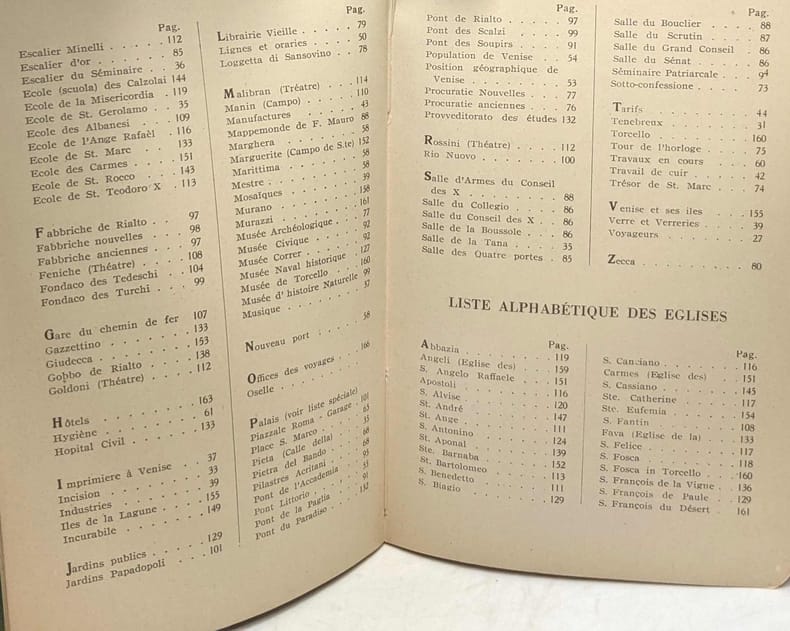 Pag.
Escalier Minelli . . . . . 112
Escalier d'or . . . . . 85
Escalier du Séminaire . . . 36
Ecole (scuola) des Calzolai 144
Ecole de la Misericordia . 119
Ecole de St. Gerolamo . . 35
Ecole des Albanesi . . . 109
Ecole de l'Ange Rafaèl . . 116
Ecole de St. Marc . . . 133
Ecole des Carmes . . . . 151
Ecole de St. Rocco . . . . 143
Ecole de St. Teodoro X . . 113
Fabbriche de Rialto . . . 97
Fabbriche nouvelles . . . 98
Fabbriche anciennes . . . 97
Feniche (Théatre) . . . . 108
Fondaco des Tedeschi . . 104
Fondaco des Turchi . . . 99
Gare du chemin de fer 107
Gazzettino . . . . . . 133
Giudecca . . . . . . . 153
Gobbo de Rialto . . . . 138
Goldoni (Théatre) . . . . 112
Hôtels . . . . . . . . 163
Hygiène . . . . . . . 61
Hopital Civil . . . . . 133
Imprimiere à Venise . . 37
Incision . . . . . . . 33
Industries . . . . . . 39
Iles de la Lagune . . . . 155
Incurabile . . . . . . 149
Jardins publics . . . . . 129
Jardins Papadopoli . . . . 101
Pag.
Librairie Vieille . . . . . 79
Lignes et oraries . . . . 50
Loggetta di Sansovino . . 78
Malibran (Tréatre) . . . 114
Manin (Campo) . . . . 110
Manufactures . . . . . 43
Mappemonde de F. Mauro 88
Marghera . . . . . . . 58
Marguerite (Campo de S.te) 152
Marittima . . . . . . 58
Mestre . . . . . . . . 58
Mosaïques . . . . . . 39
Murano . . . . . . . 158
Murazzi . . . . . . . 161
Musée Archéologique . . . 77
Musée Civique . . . . . 92
Musée Correr . . . . . 92
Musée Naval historique . . 127
Musée de Torcello . . . . 160
Musée d'histoire Naturelle 99
Musique . . . . . . . 37
Nouveau port . . . . . 58
Offices des voyages . . . 166
Oselle . . . . . . . .
Palais (voir liste spéciale)
Piazzale Roma - Garage . 101
Place S. Marco . . . . . 63
Pieta (Calle della) . . . .
Pietra del Bando . . . . 68
Pilastres Acritani . . . . 68
Pont de l'Accademia . . .
Pont Littorio . . . . .
Pont de la Paglia . . . .
Pont du Paradiso . . . . 132
Pont de Rialto . . . . . 97
Pont des Scalzi . . . . . 99
Pont des Soupirs . . . . 91
Population de Venise . . . 54
Position géographique de
Venise . . . . . . . 53
Procuratie Nouvelles . . . 77
Procuratie anciennes . . . 76
Provveditorato des études 132
Rossini (Théatre) . . . . 112
Rio Nuovo . . . . . . 100
Salle d'Armes du Conseil
des X . . . . . . . 88
Salle du Collegio . . . . 86
Salle du Conseil des X . . 86
Salle de la Boussole . . . 86
Salle de la Tana . . . . 35
Salle des Quatre portes . . 85
Pag.
Salle du Bouclier . . . . 88
Salle du Scrutin . . . . 87
Salle du Grand Conseil . . 86
Salle du Sénat . . . . . 86
Séminaire Patriarcale . . . 94
Sotto-confessione . . . . 73
Tarifs . . . . . . . . 44
Tenebreux . . . . . . 31
Torcello . . . . . . . 160
Tour de l'horloge . . . . 75
Travaux en cours . . . . 60
Travail de cuir . . . . . 42
Trésor de St. Marc . . . 74
Venise et ses iles . . . 155
Verre et Verreries . . . . 39
Voyageurs . . . . . . 27
Zecca . . . . . . . . 80
LISTE ALPHABÉTIQUE DES EGLISES
Pag.
Abbazia . . . . . . . 119
Angeli (Eglise des) . . . 159
S. Angelo Raffaele . . . . 151
Apostoli . . . . . . . 116
S. Alvise . . . . . . . 120
St. André . . . . . . . 147
St. Ange . . . . . . . 111
S. Antonino . . . . . . 124
St. Aponal . . . . . . 139
Ste. Barnaba . . . . . . 152
St. Bartolomeo . . . . . 113
S. Benedetto . . . . . . 111
S. Biagio . . . . . . . 129
Pag.
S. Canciano . . . . . . 116
Carmes (Eglise des) . . . 151
S. Cassiano . . . . . . 145
Ste. Catherine . . . . . 117
Ste. Eufemia . . . . . . 154
S. Fantin . . . . . . . 108
Fava (Eglise de la) . . . . 133
S. Felice . . . . . . . 117
S. Fosca . . . . . . . 118
S. Fosca in Torcello . . . 160
S. François de la Vigue . . 136
S. François de Paule . . . 129
S. François du Désert . . 161